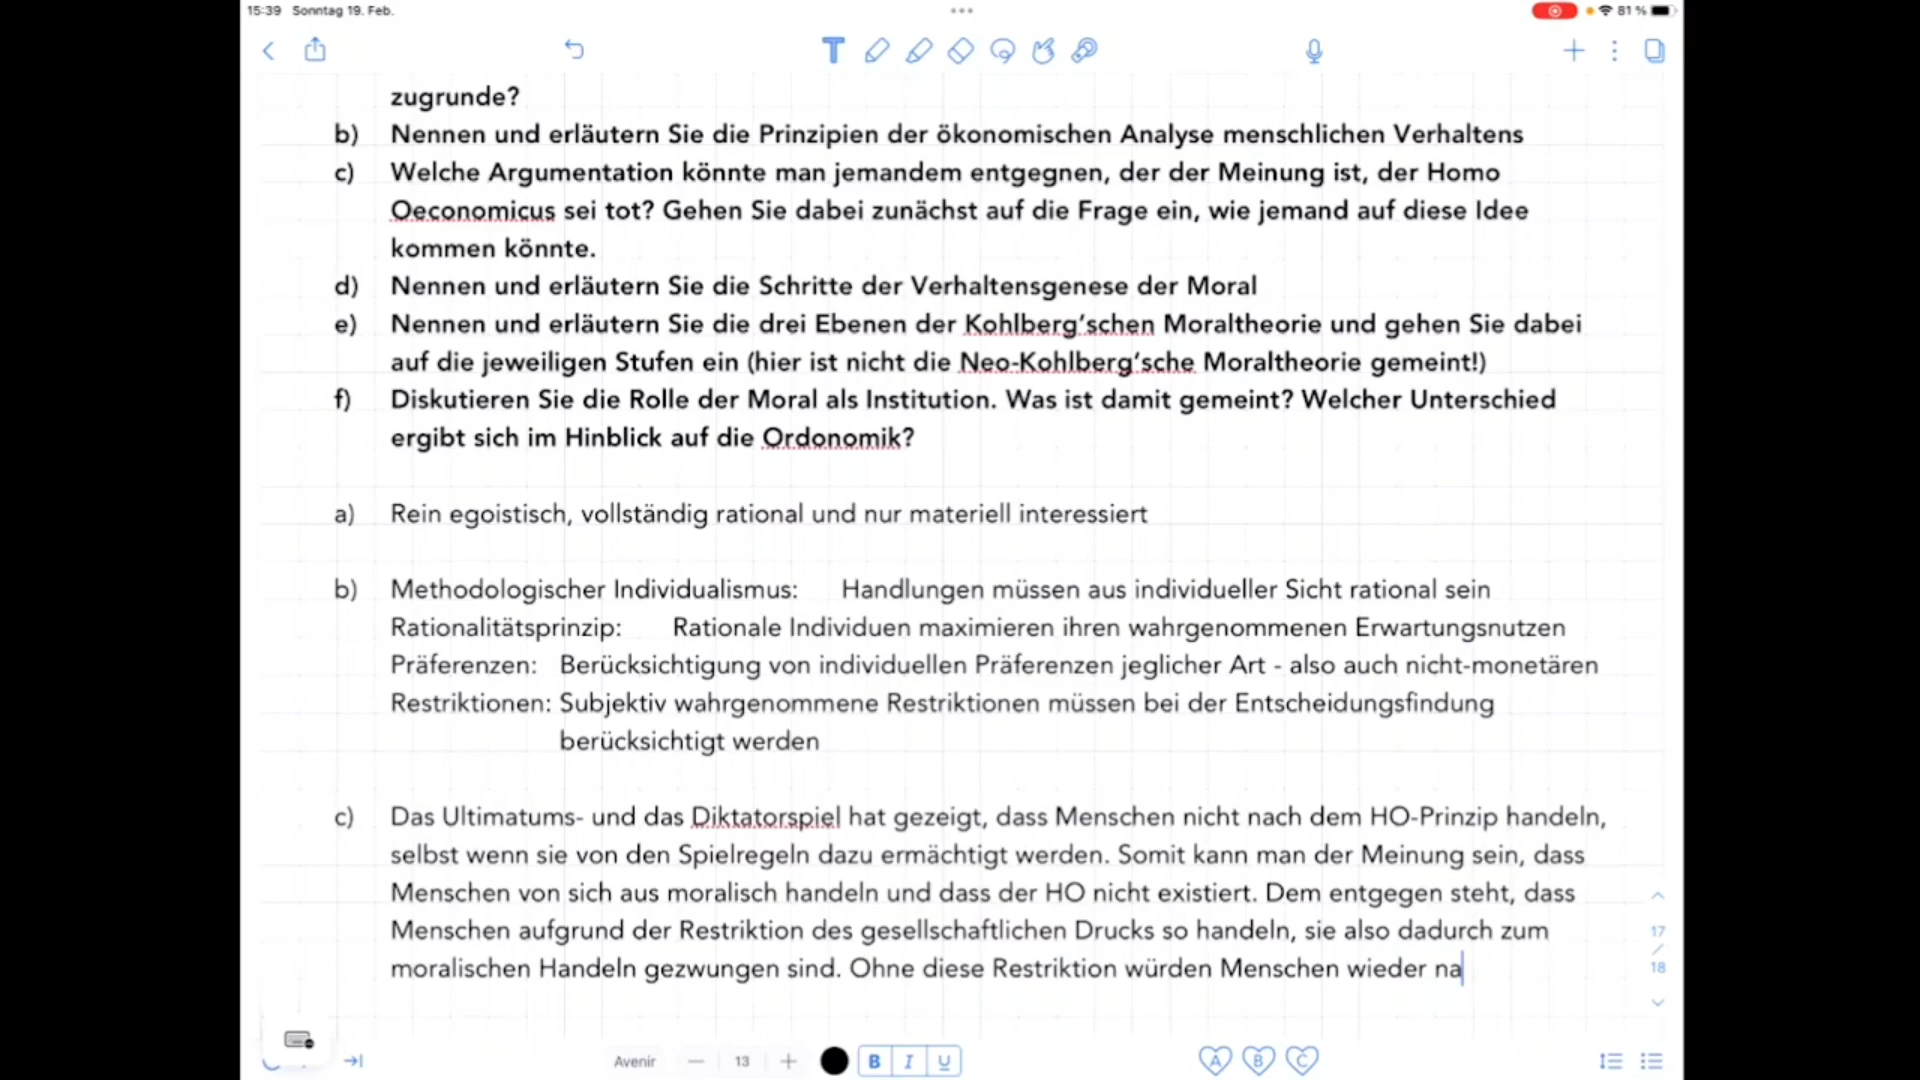 15:39 Sonntag 19. Feb.
81 %
T
zugrunde?
b) Nennen und erläutern Sie die Prinzipien der ökonomischen Analyse menschlichen Verhaltens
c) Welche Argumentation könnte man jemandem entgegnen, der der Meinung ist, der Homo
Oeconomicus sei tot? Gehen Sie dabei zunächst auf die Frage ein, wie jemand auf diese Idee
kommen könnte.
d) Nennen und erläutern Sie die Schritte der Verhaltensgenese der Moral
e) Nennen und erläutern Sie die drei Ebenen der Kohlberg'schen Moraltheorie und gehen Sie dabei
auf die jeweiligen Stufen ein (hier ist nicht die Neo-Kohlberg'sche Moraltheorie gemeint!)
f) Diskutieren Sie die Rolle der Moral als Institution. Was ist damit gemeint? Welcher Unterschied
ergibt sich im Hinblick auf die Ordonomik?
a) Rein egoistisch, vollständig rational und nur materiell interessiert
b) Methodologischer Individualismus: Handlungen müssen aus individueller Sicht rational sein
Rationalitätsprinzip: Rationale Individuen maximieren ihren wahrgenommenen Erwartungsnutzen
Präferenzen: Berücksichtigung von individuellen Präferenzen jeglicher Art - also auch nicht-monetären
Restriktionen: Subjektiv wahrgenommene Restriktionen müssen bei der Entscheidungsfindung
berücksichtigt werden
c) Das Ultimatums- und das Diktatorspiel hat gezeigt, dass Menschen nicht nach dem HO-Prinzip handeln,
selbst wenn sie von den Spielregeln dazu ermächtigt werden. Somit kann man der Meinung sein, dass
Menschen von sich aus moralisch handeln und dass der HO nicht existiert. Dem entgegen steht, dass
Menschen aufgrund der Restriktion des gesellschaftlichen Drucks so handeln, sie also dadurch zum
moralischen Handeln gezwungen sind. Ohne diese Restriktion würden Menschen wieder na
17
/
18
Avenir — 13 + B I U A B C